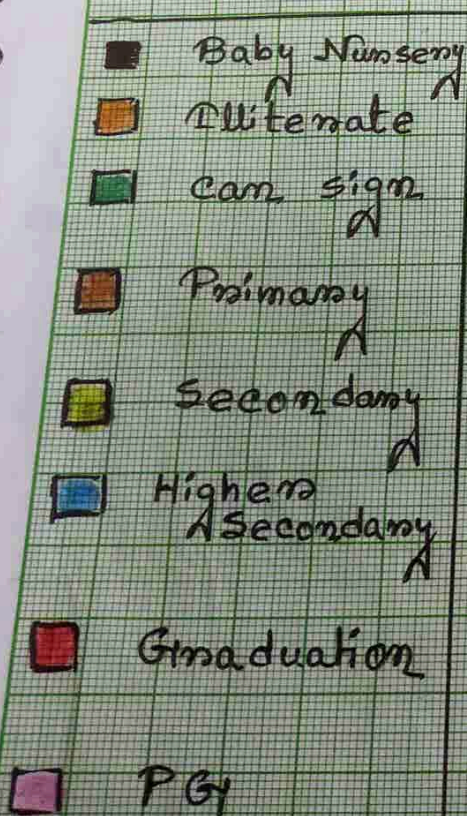 Baby Nursery
Illiterate
Can sign
Primary
Secondary
Higher
Secondary
Graduation
PG